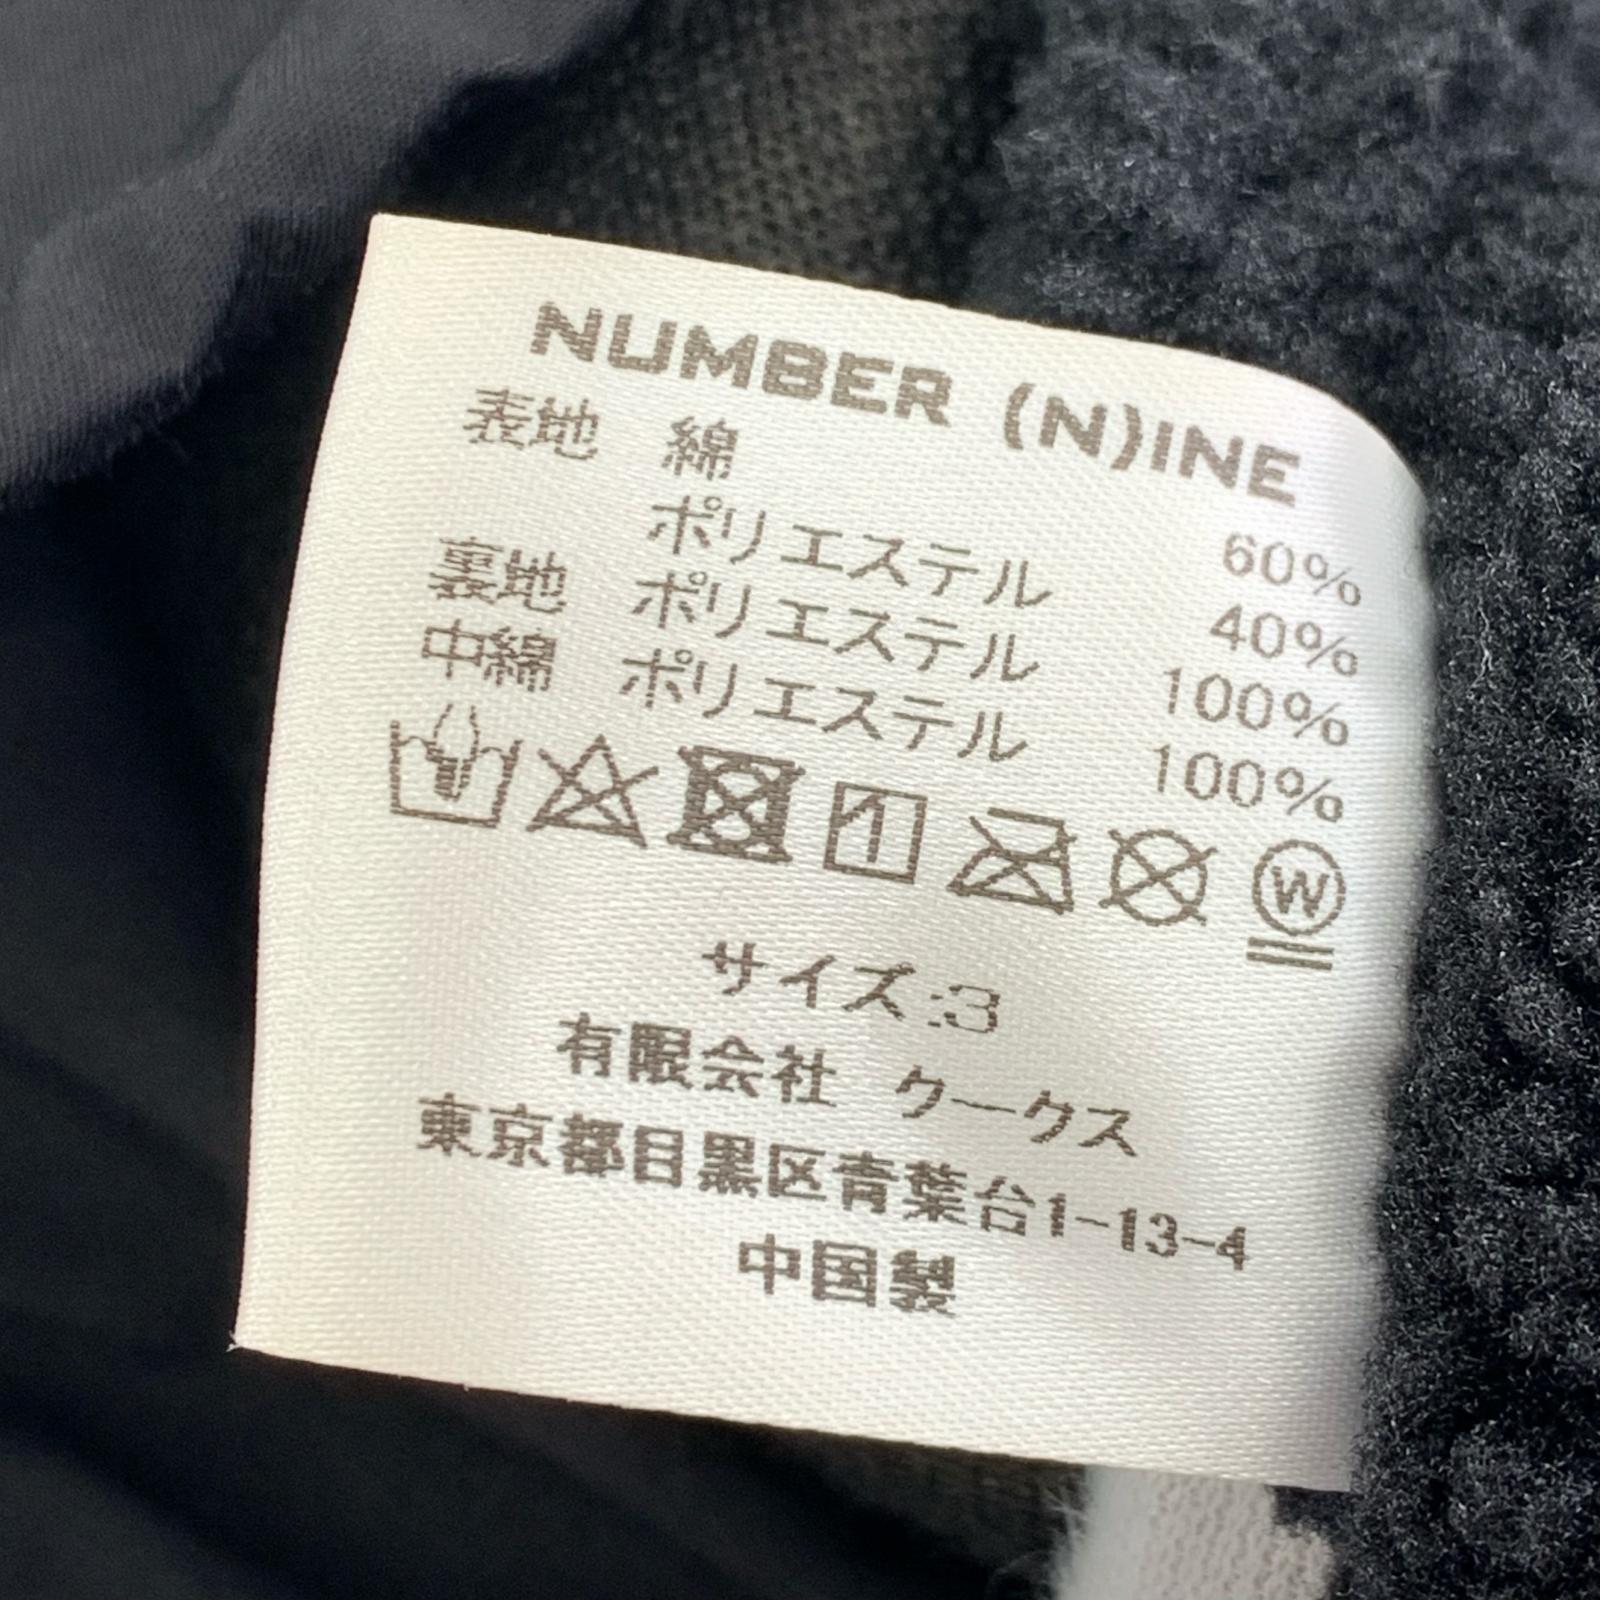 NUMBER (N)INE
表地 綿 60%
ポリエステル 40%
裏地 ポリエステル 100%
中綿 ポリエステル 100%
W
サイズ:3
有限会社 クークス
東京都目黒区青葉台1-13-4
中国製